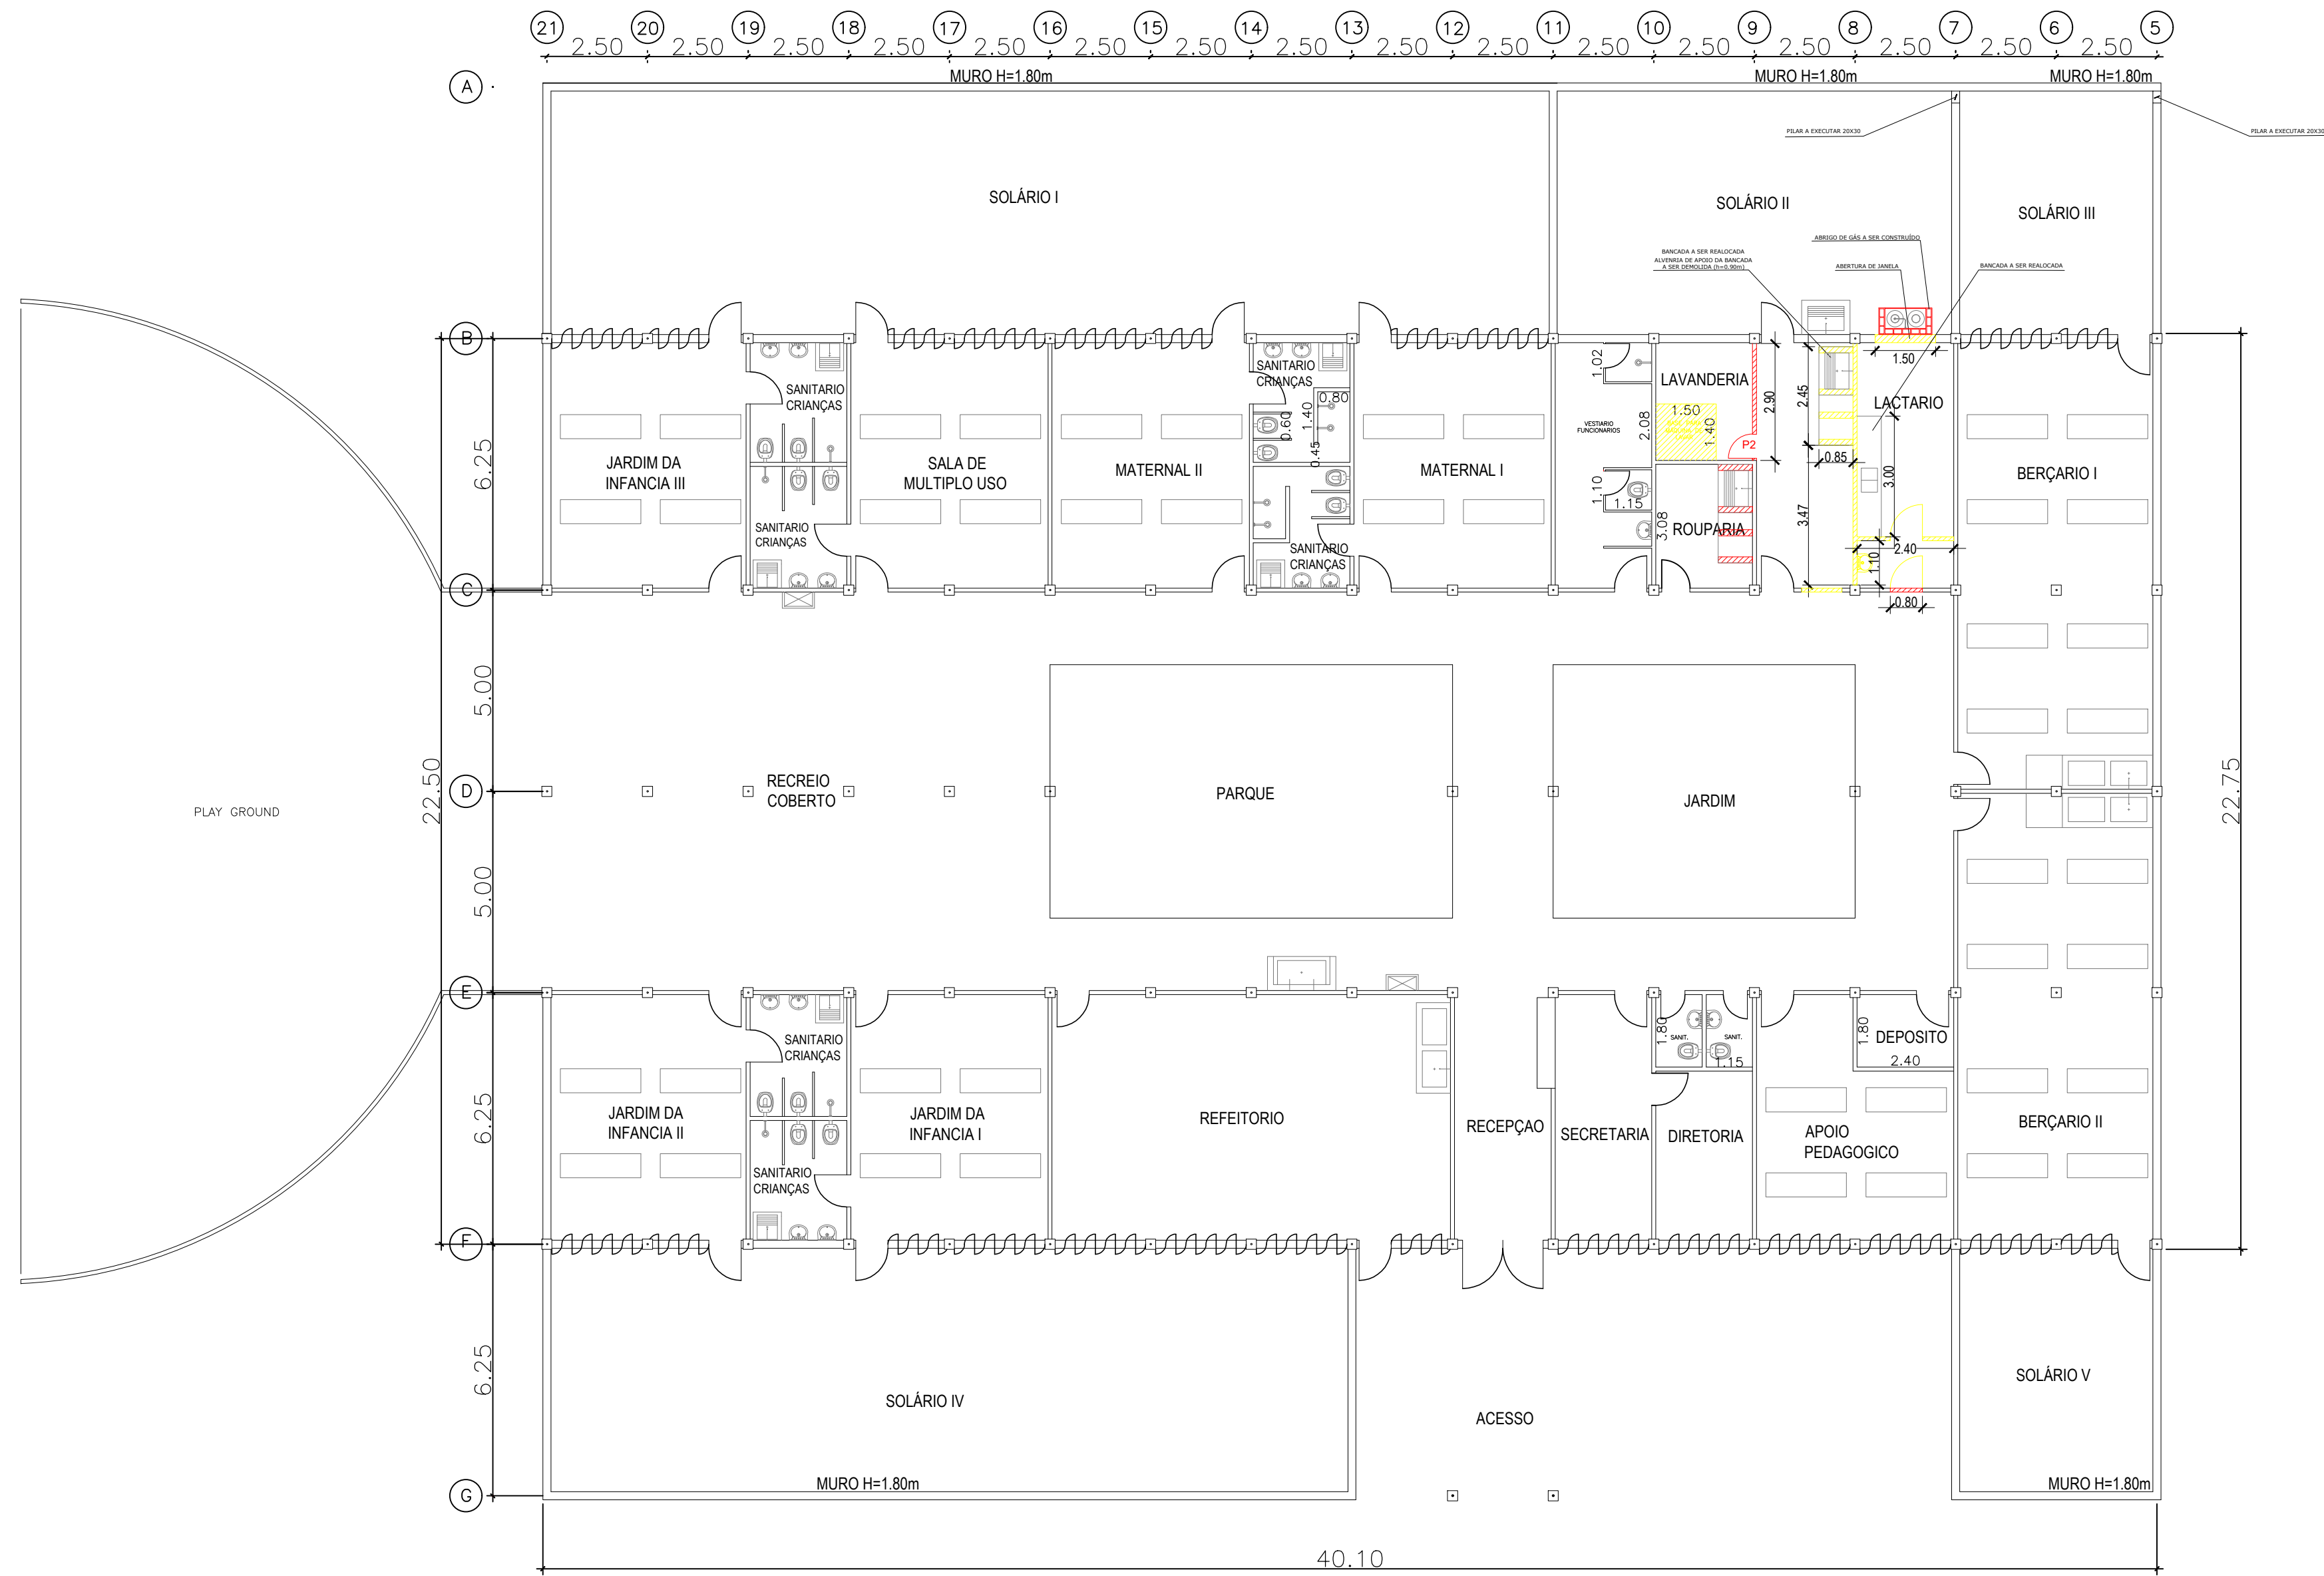 21 20 19 18 17 16 15 14 13 12 11 10 9 8 7 6 5
2.50 2.50 2.50 2.50 2.50 2.50 2.50 2.50 2.50 2.50 2.50 2.50 2.50 2.50 2.50 2.50
MURO H=1.80m
MURO H=1.80m
MURO H=1.80m
A
PILAR A EXECUTAR 20X30
PILAR A EXECUTAR 20X30
SOLÁRIO I
SOLÁRIO II
SOLÁRIO III
ABRIGO DE GÁS A SER CONSTRUÍDO
BANCADA A SER REALOCADA
ALVENRIA DE APOIO DA BANCADA
A SER DEMOLIDA (h=0.90m)
ABERTURA DE JANELA
BANCADA A SER REALOCADA
B
1.02
1.50
SANITARIO
CRIANÇAS
SANITARIO
CRIANÇAS
LAVANDERIA
2.90
2.45
LACTARIO
0.80
1.40
0.60
0.45
VESTIARIO
FUNCIONARIOS
2.08
1.50
1.40
P2
0.85
3.00
6.25
JARDIM DA
INFANCIA III
SALA DE
MULTIPLO USO
MATERNAL II
MATERNAL I
BERÇARIO I
1.10
1.15
3.08
ROUPARIA
3.47
SANITARIO
CRIANÇAS
SANITARIO
CRIANÇAS
2.40
1.10
C
0.80
5.00
22.50
D
RECREIO
COBERTO
PARQUE
JARDIM
22.75
PLAY GROUND
5.00
E
SANITARIO
CRIANÇAS
1.80
SANIT.
SANIT.
1.15
1.80
DEPOSITO
2.40
6.25
JARDIM DA
INFANCIA II
JARDIM DA
INFANCIA I
REFEITORIO
RECEPÇAO
SECRETARIA
DIRETORIA
APOIO
PEDAGOGICO
BERÇARIO II
SANITARIO
CRIANÇAS
F
6.25
SOLÁRIO IV
ACESSO
SOLÁRIO V
MURO H=1.80m
MURO H=1.80m
G
40.10